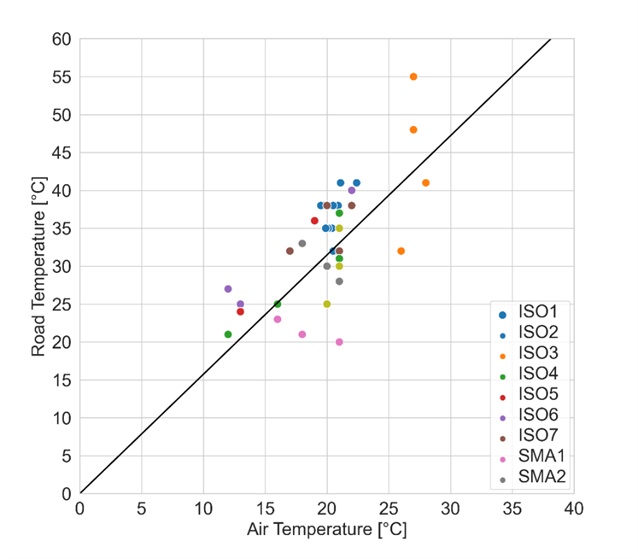 60
55
50
45
40
35
30
25
20
15
10
5
0
Road Temperature [°C]
ISO1
ISO2
ISO3
ISO4
ISO5
ISO6
ISO7
SMA1
SMA2
0 5 10 15 20 25 30 35 40
Air Temperature [°C]